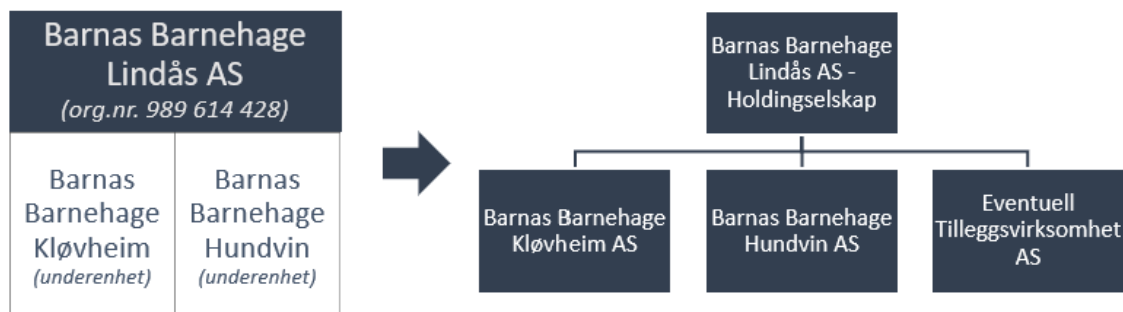 Barnas Barnehage
Lindås AS
(org.nr. 989 614 428)
Barnas
Barnehage
Kløvheim
(underenhet)
Barnas
Barnehage
Hundvin
(underenhet)
Barnas Barnehage
Lindås AS -
Holdingselskap
Barnas Barnehage
Kløvheim AS
Barnas Barnehage
Hundvin AS
Eventuell
Tilleggsvirksomhet
AS